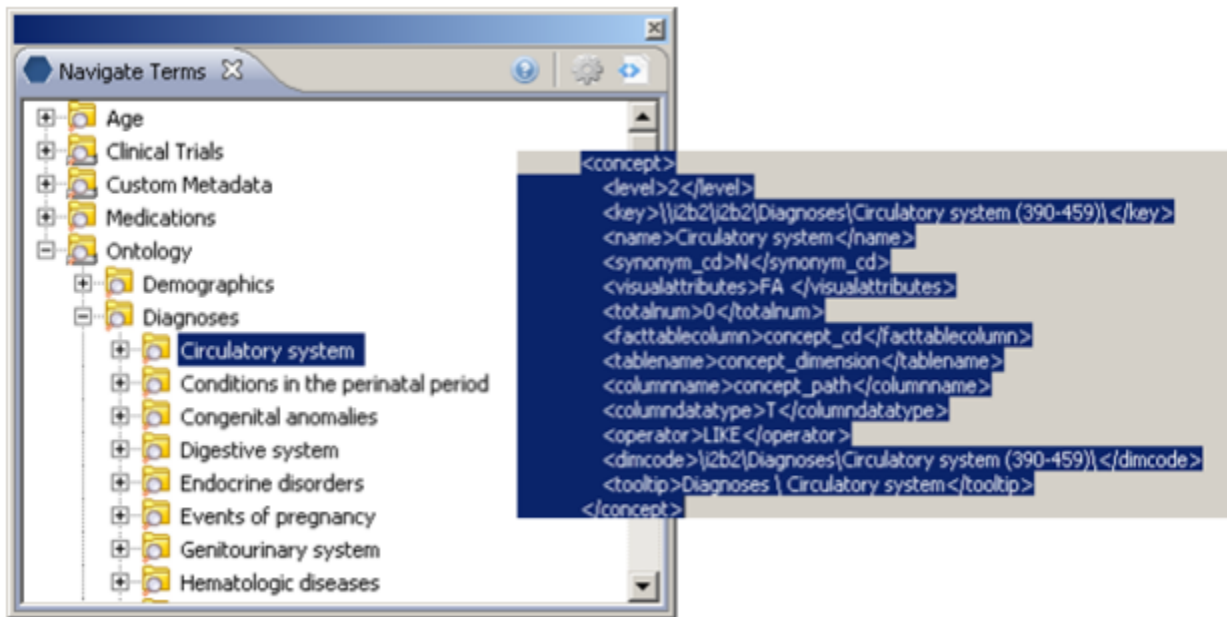 Navigate Terms
Age
Clinical Trials
Custom Metadata
Medications
Ontology
Demographics
Diagnoses
Circulatory system
Conditions in the perinatal period
Congenital anomalies
Digestive system
Endocrine disorders
Events of pregnancy
Genitourinary system
Hematologic diseases
<concept>
<level>2</level>
<key>\\i2b2\i2b2\Diagnoses\Circulatory system (390-459)\</key>
<name>Circulatory system</name>
<synonym_cd>N</synonym_cd>
<visualattributes>FA </visualattributes>
<totalnum>0</totalnum>
<facttablecolumn>concept_cd</facttablecolumn>
<tablename>concept_dimension</tablename>
<columnname>concept_path</columnname>
<columndatatype>T</columndatatype>
<operator>LIKE</operator>
<dimcode>\i2b2\Diagnoses\Circulatory system (390-459)\</dimcode>
<tooltip>Diagnoses \ Circulatory system</tooltip>
</concept>